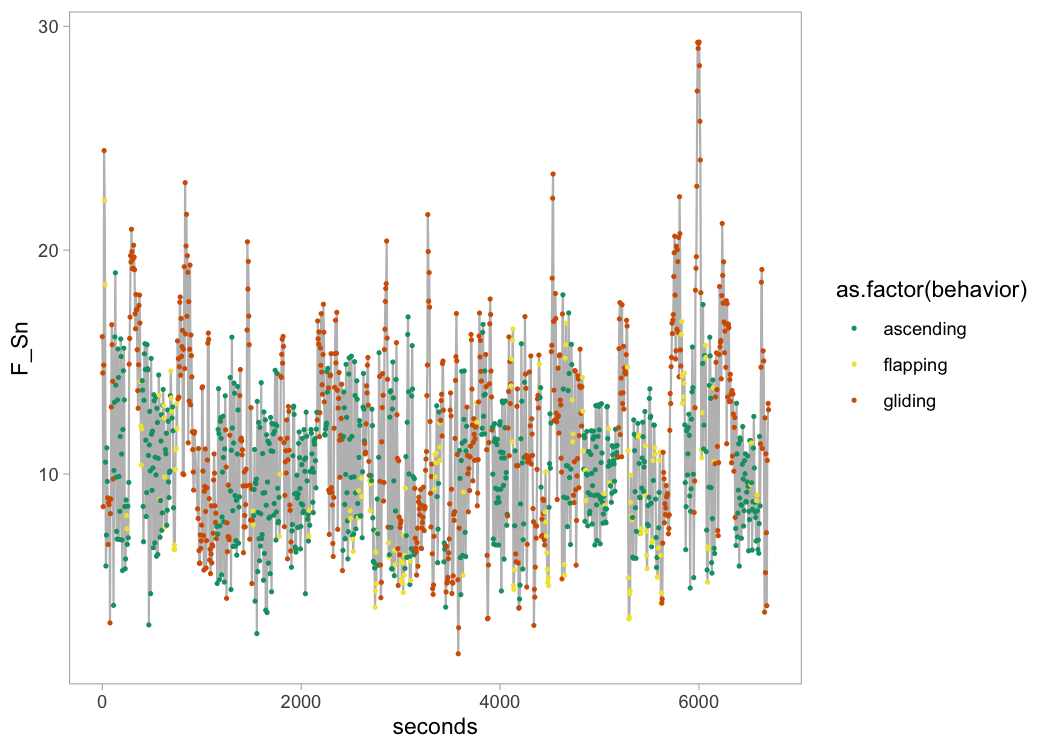 30
20
10
F_Sn
0 2000 4000 6000
seconds
as.factor(behavior)
ascending
flapping
gliding